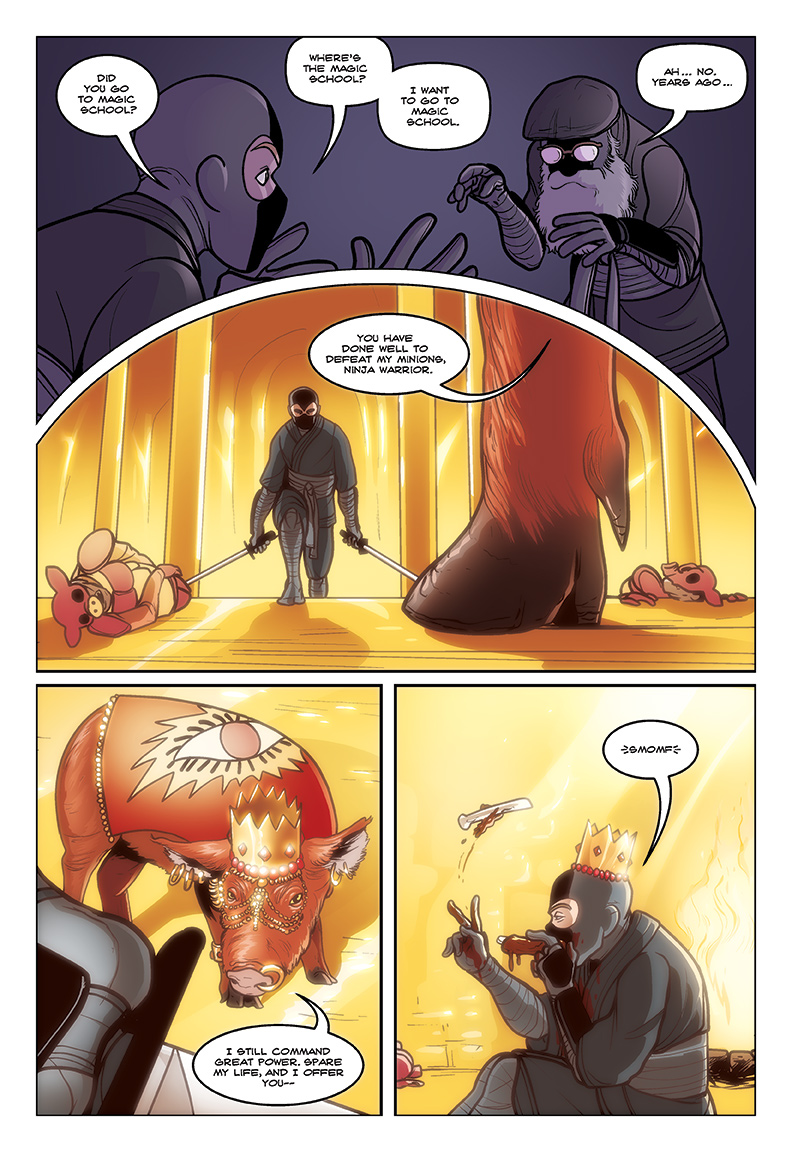 DID
YOU GO
TO MAGIC
SCHOOL?
WHERE'S
THE MAGIC
SCHOOL?
I WANT
TO GO TO
MAGIC
SCHOOL.
AH... NO.
YEARS AGO...
YOU HAVE
DONE WELL TO
DEFEAT MY MINIONS,
NINJA WARRIOR.
I STILL COMMAND
GREAT POWER. SPARE
MY LIFE, AND I OFFER
YOU--
>SMOMF<